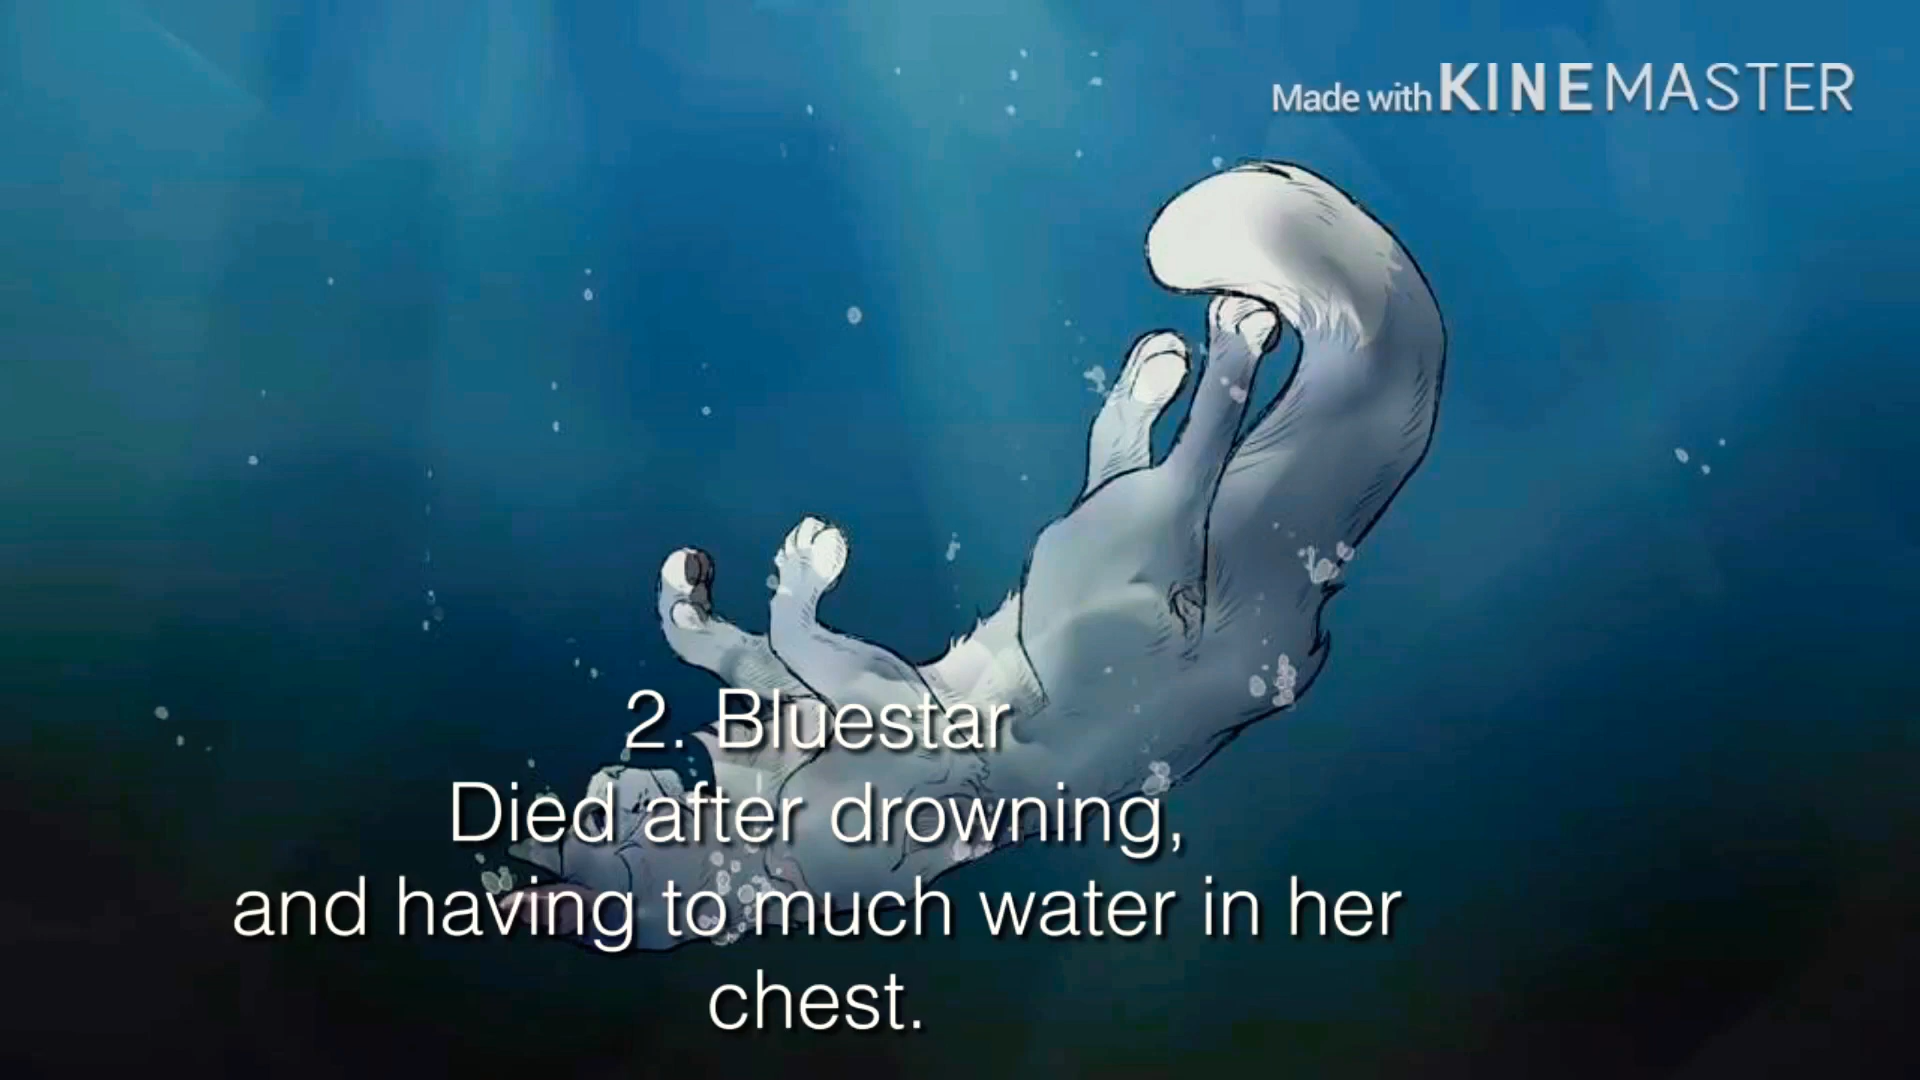 Made with KINEMASTER
2. Bluestar
Died after drowning,
and having to much water in her
chest.